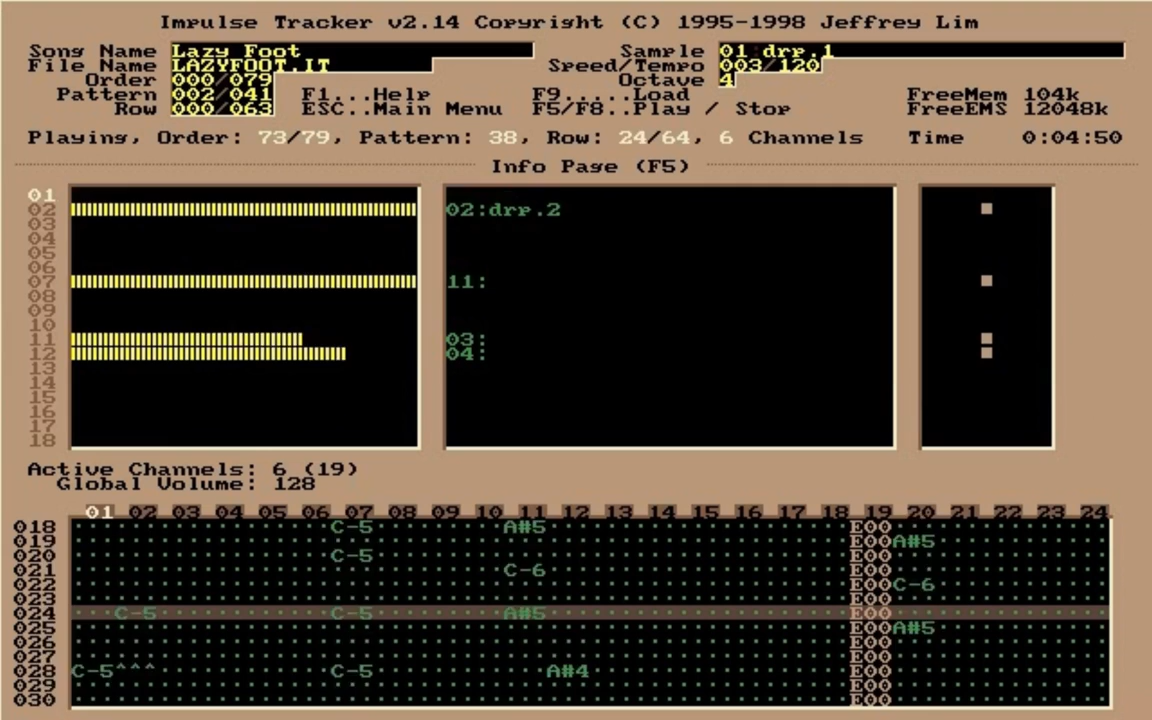 Impulse Tracker v2.14 Copyright (C) 1995-1998 Jeffrey Lim
Song Name Lazy Foot Sample 01 drp.1
File Name LAZYFOOT.IT Speed/Tempo 003/120
Order 000/079 Octave 4
Pattern 002/041 F1...Help F9.....Load FreeMem 104k
Row 000/063 ESC..Main Menu F5/F8..Play / Stop FreeEMS 12048k
Playing, Order: 73/79, Pattern: 38, Row: 24/64, 6 Channels Time 0:04:50
Info Page (F5)
01
02 02:drp.2
03
04
05
06
07 11:
08
09
10
11 03:
12 04:
13
14
15
16
17
18
Active Channels: 6 (19)
Global Volume: 128
01 02 03 04 05 06 07 08 09 10 11 12 13 14 15 16 17 18 19 20 21 22 23 24
018 C-5 A#5 E00
019 E00 A#5
020 C-5 E00
021 C-6 E00
022 E00 C-6
023 E00
024 C-5 C-5 A#5 E00
025 E00 A#5
026 E00
027 E00
028 C-5 ^^^ C-5 A#4 E00
029 E00
030 E00